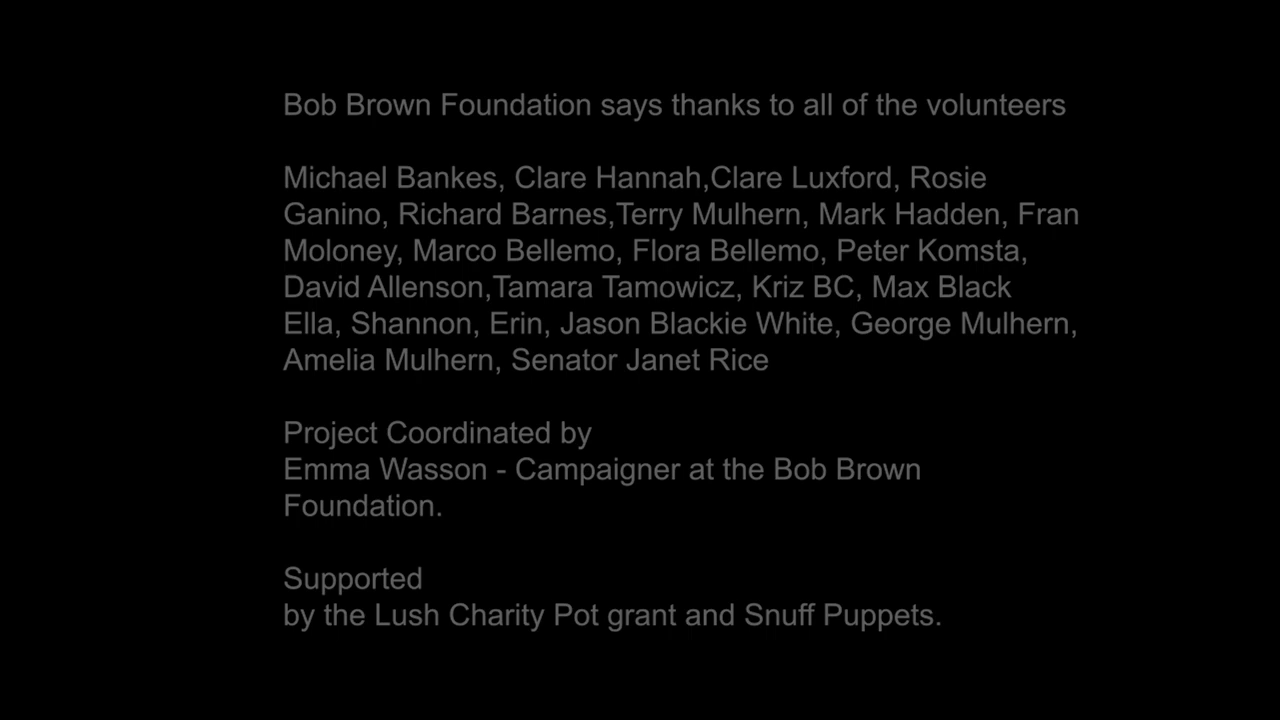 Bob Brown Foundation says thanks to all of the volunteers
Michael Bankes, Clare Hannah,Clare Luxford, Rosie
Ganino, Richard Barnes,Terry Mulhern, Mark Hadden, Fran
Moloney, Marco Bellemo, Flora Bellemo, Peter Komsta,
David Allenson,Tamara Tamowicz, Kriz BC, Max Black
Ella, Shannon, Erin, Jason Blackie White, George Mulhern,
Amelia Mulhern, Senator Janet Rice
Project Coordinated by
Emma Wasson - Campaigner at the Bob Brown
Foundation.
Supported
by the Lush Charity Pot grant and Snuff Puppets.